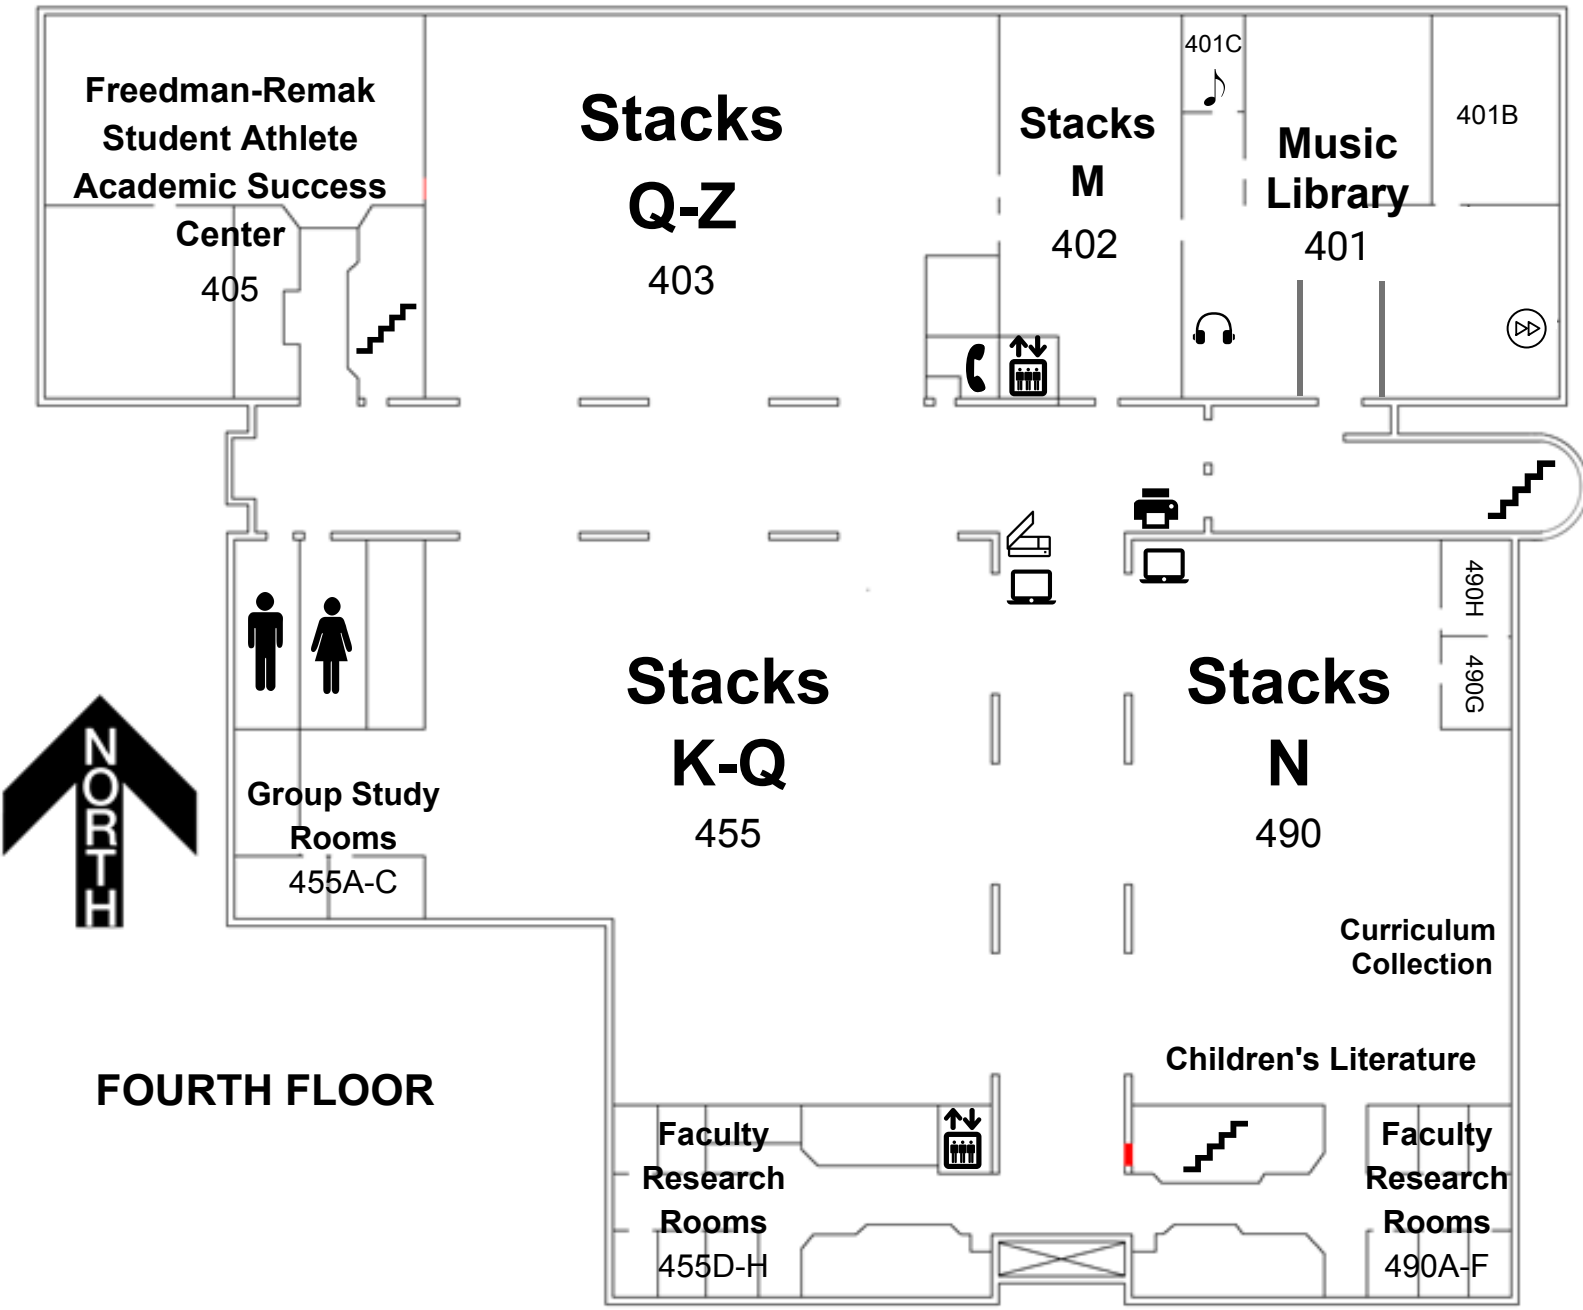 Freedman-Remak
Student Athlete
Academic Success
Center
405
Stacks
Q-Z
403
Stacks
M
402
401C
Music
Library
401
401B
Stacks
K-Q
455
Stacks
N
490
490H
490G
NORTH
Group Study
Rooms
455A-C
Curriculum
Collection
Children's Literature
FOURTH FLOOR
Faculty
Research
Rooms
455D-H
Faculty
Research
Rooms
490A-F